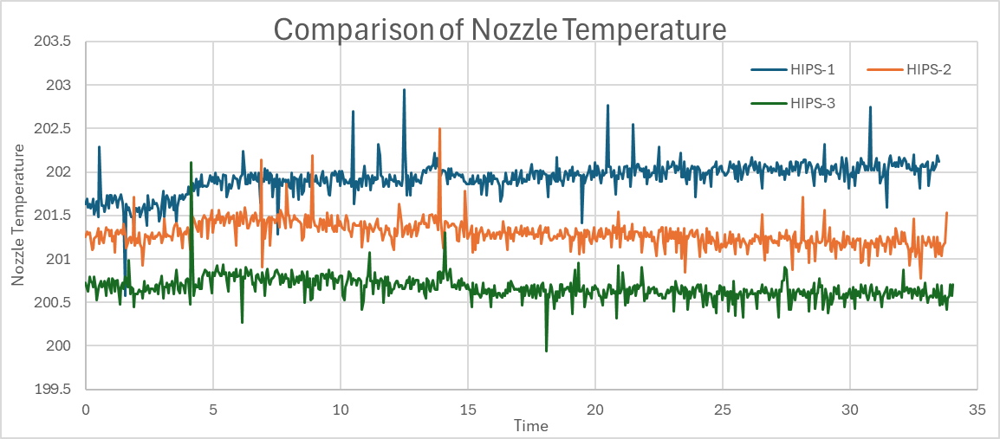 Comparison of Nozzle Temperature
203.5
203
202.5
202
201.5
201
200.5
200
199.5
Nozzle Temperature
HIPS-1 HIPS-2
HIPS-3
0 5 10 15 20 25 30 35
Time